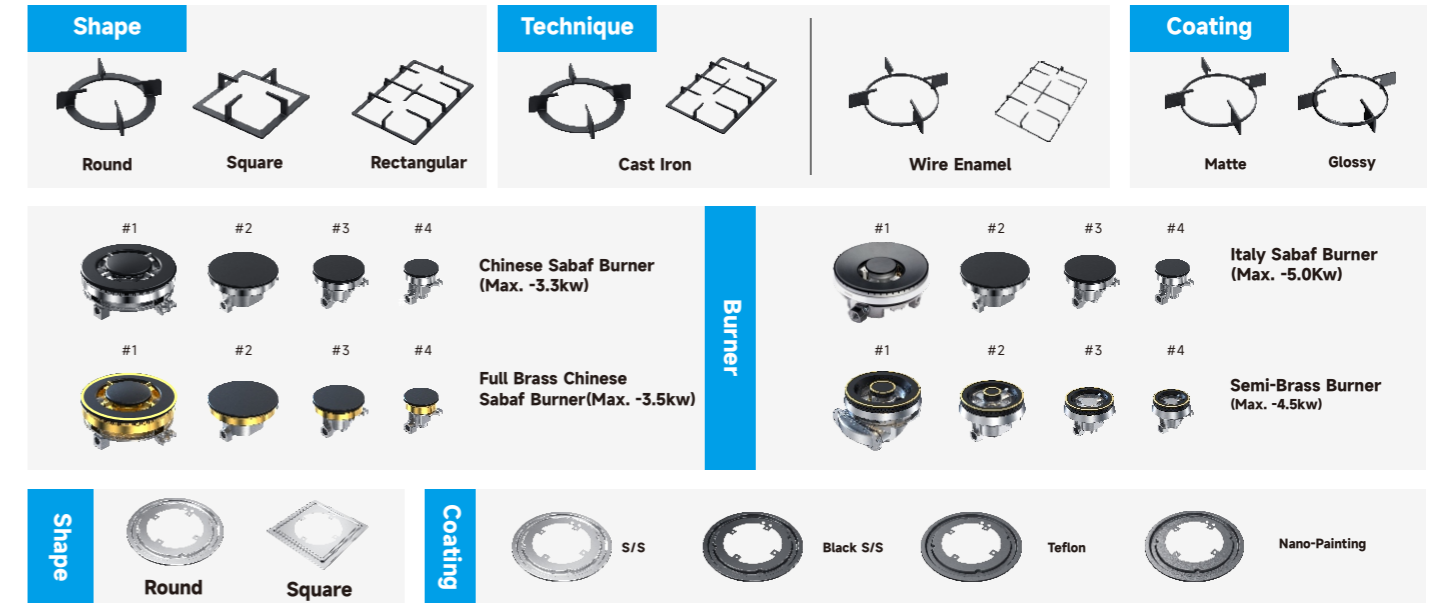 Shape
Round
Square
Rectangular
Technique
Cast Iron
Wire Enamel
Coating
Matte
Glossy
#1
#2
#3
#4
Chinese Sabaf Burner
(Max. -3.3kw)
#1
#2
#3
#4
Full Brass Chinese
Sabaf Burner(Max. -3.5kw)
Burner
#1
#2
#3
#4
Italy Sabaf Burner
(Max. -5.0Kw)
#1
#2
#3
#4
Semi-Brass Burner
(Max. -4.5kw)
Shape
Round
Square
Coating
S/S
Black S/S
Teflon
Nano-Painting